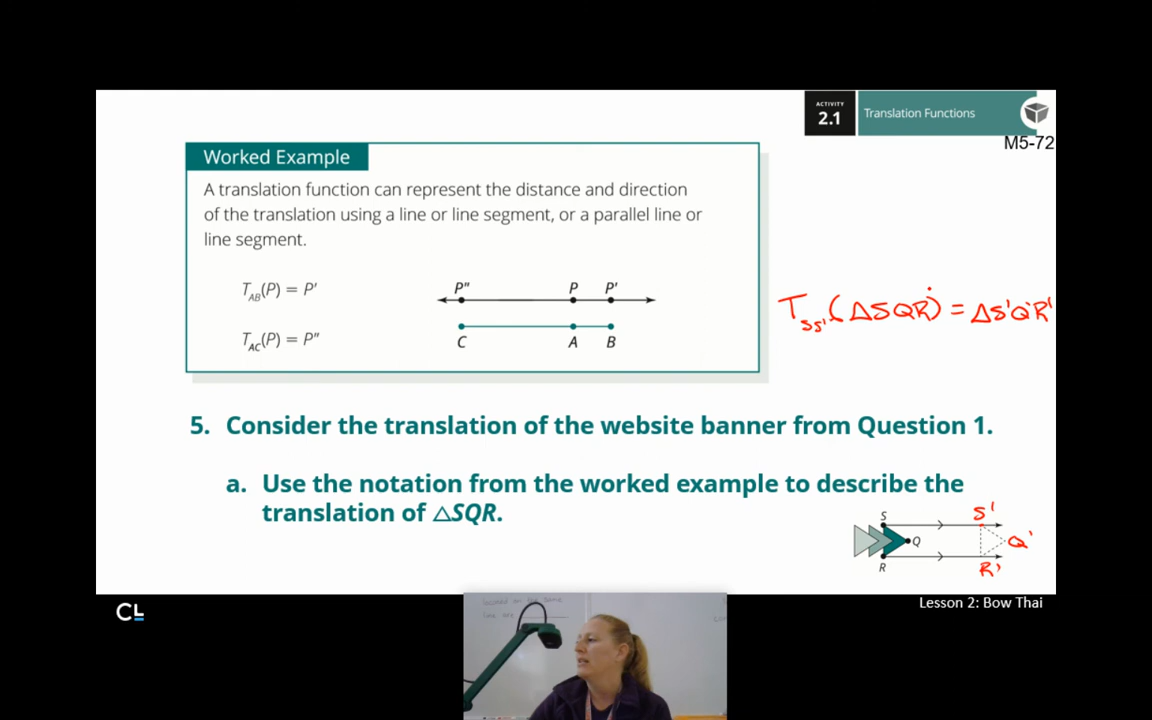 ACTIVITY
2.1
Translation Functions
M5-72
Worked Example
A translation function can represent the distance and direction
of the translation using a line or line segment, or a parallel line or
line segment.
T_AB(P) = P′
P″ P P′
T_SS'(△SQR) = △S'Q'R'
C A B
T_AC(P) = P″
5. Consider the translation of the website banner from Question 1.
a. Use the notation from the worked example to describe the
translation of △SQR.
S S'
Q Q'
R R'
CL
Lesson 2: Bow Thai
line are